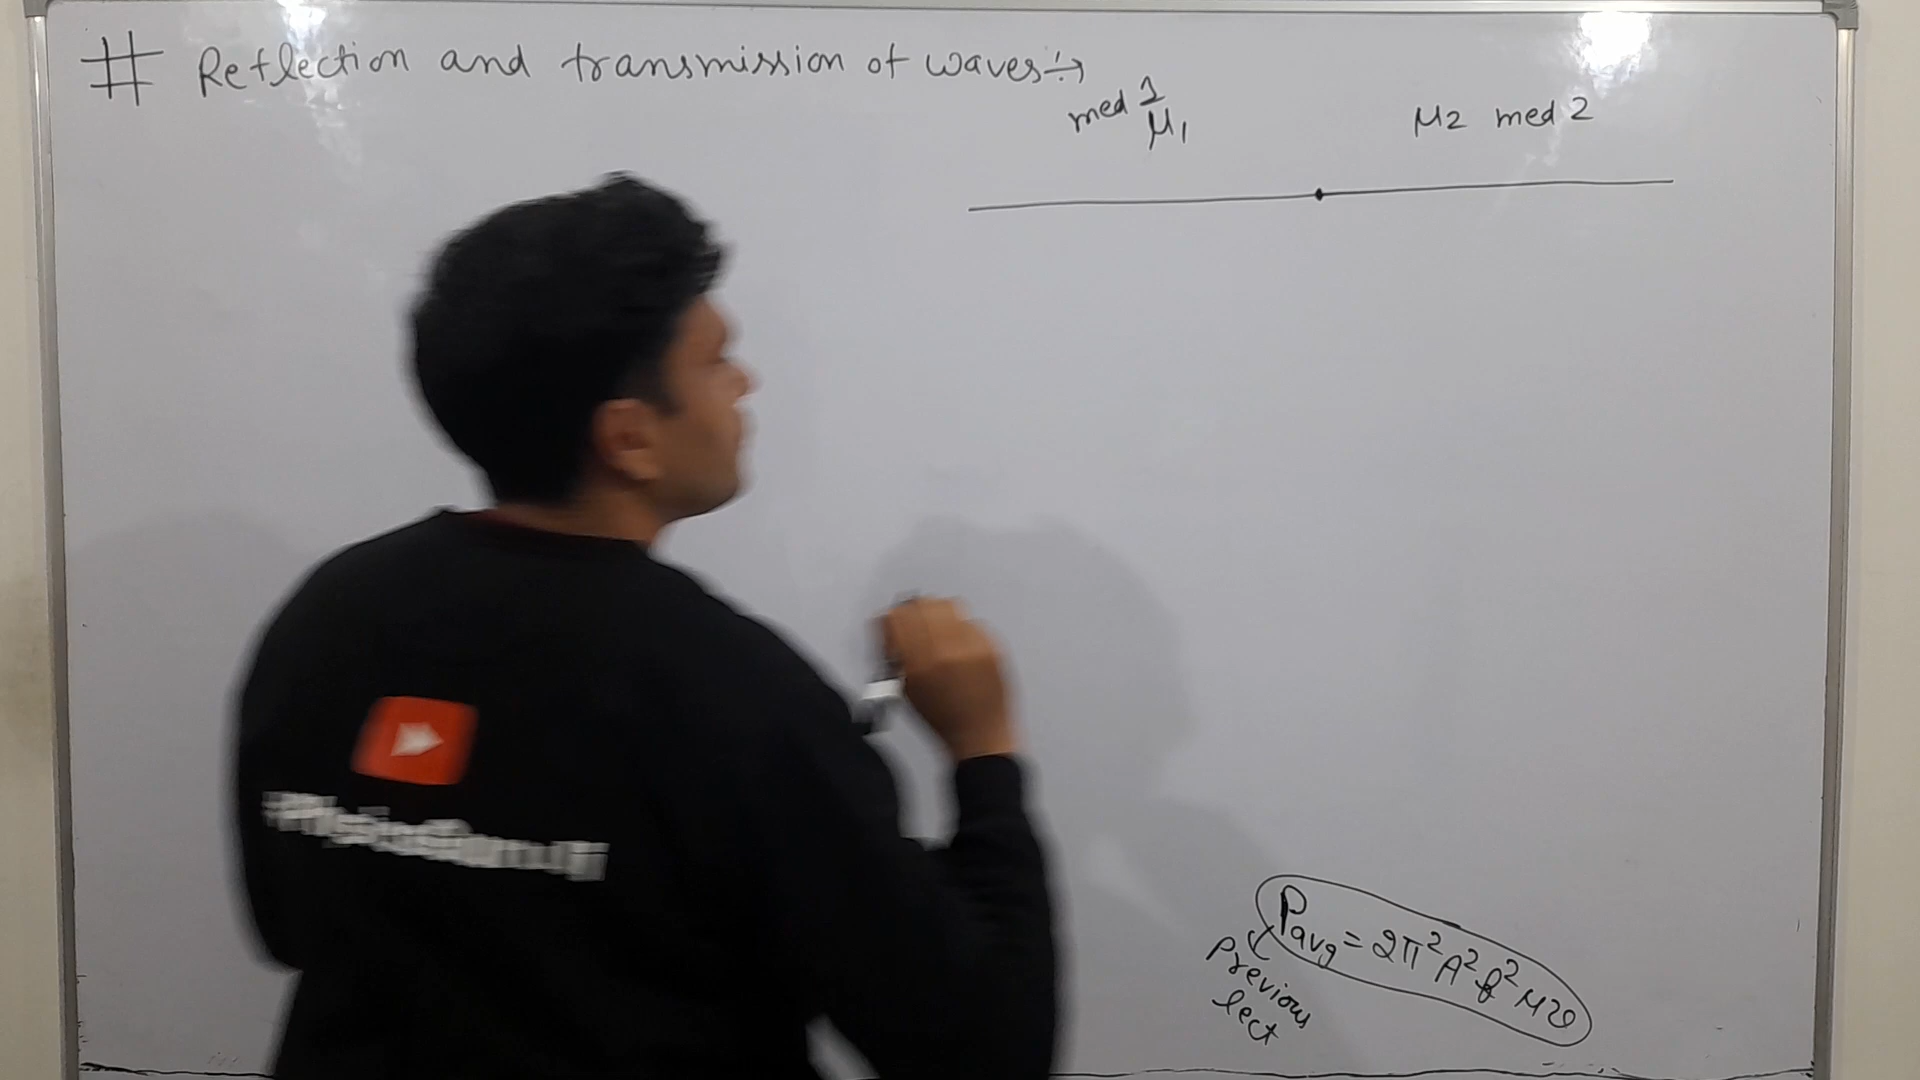 # Reflection and transmission of waves :→
med 1
μ1
μ2 med 2
Pavg = 2π²A²f²μv
Previous
lect